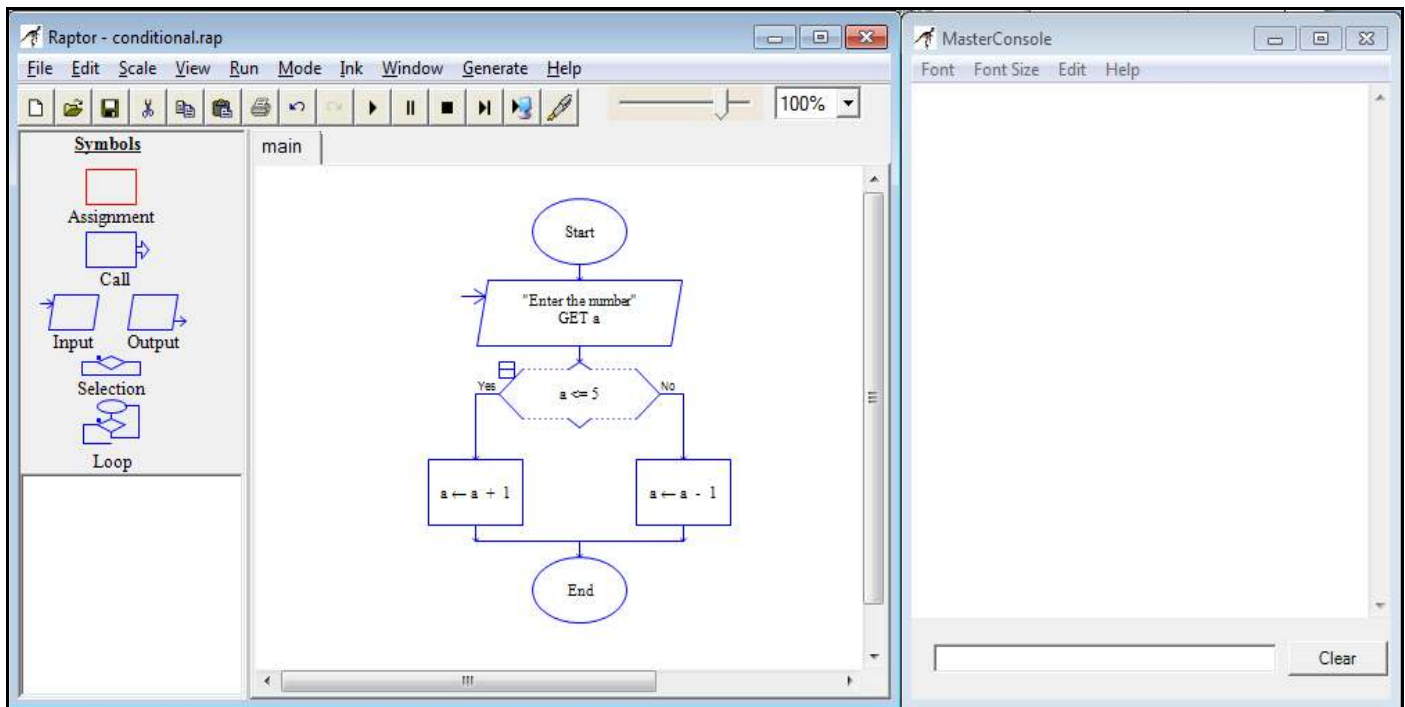 Raptor - conditional.rap
File Edit Scale View Run Mode Ink Window Generate Help
100%
Symbols
Assignment
Call
Input Output
Selection
Loop
main
Start
"Enter the number"
GET a
Yes
a <= 5
No
a ← a + 1
a ← a - 1
End
MasterConsole
Font Font Size Edit Help
Clear